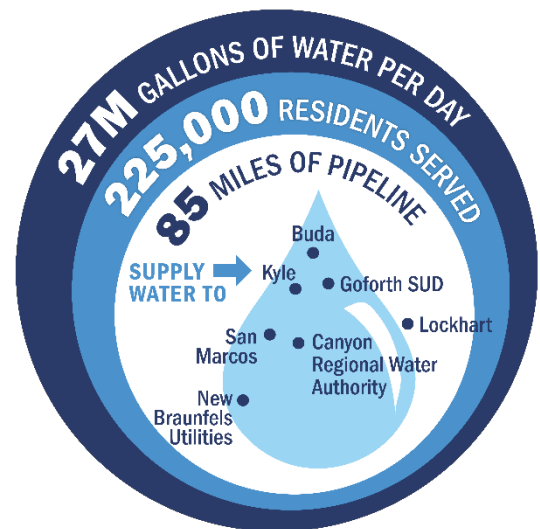 27M GALLONS OF WATER PER DAY
225,000 RESIDENTS SERVED
85 MILES OF PIPELINE
SUPPLY
WATER TO
Buda
Kyle
Goforth SUD
Lockhart
San
Marcos
Canyon
Regional Water
Authority
New
Braunfels
Utilities